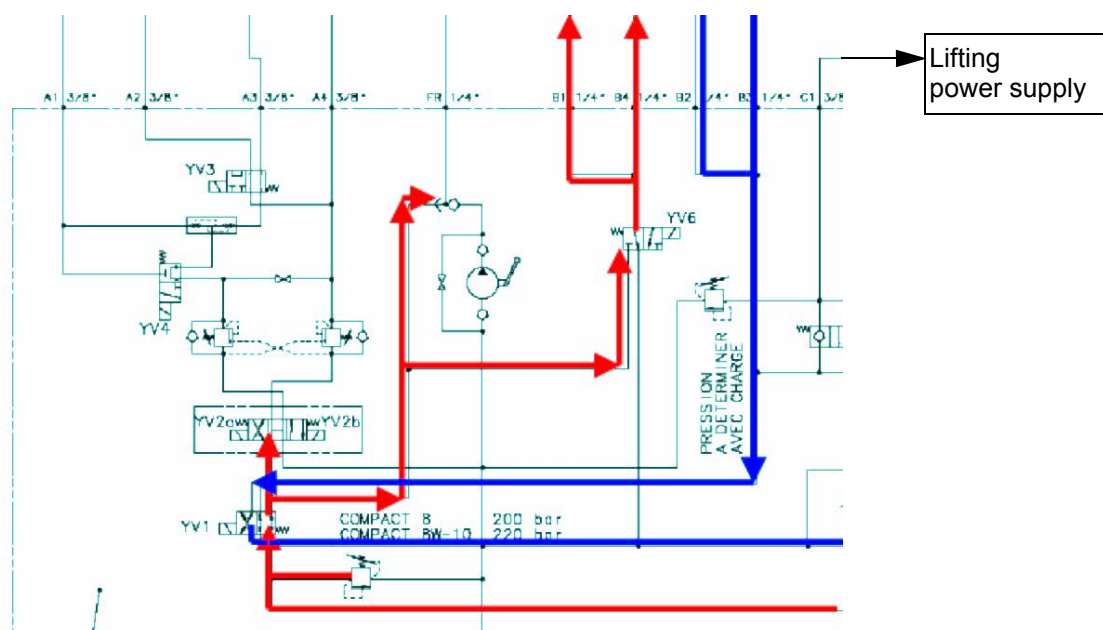 Lifting
power supply
A1 3/8" A2 3/8" A3 3/8" A4 3/8" FR 1/4" B1 1/4" B4 1/4" B2 1/4" B3 1/4" C1 3/8
YV3
YV6
YV4
PRESSION
A DETERMINER
AVEC CHARGE
YV2a YV2b
YV1
COMPACT 8 200 bar
COMPACT 8W-10 220 bar